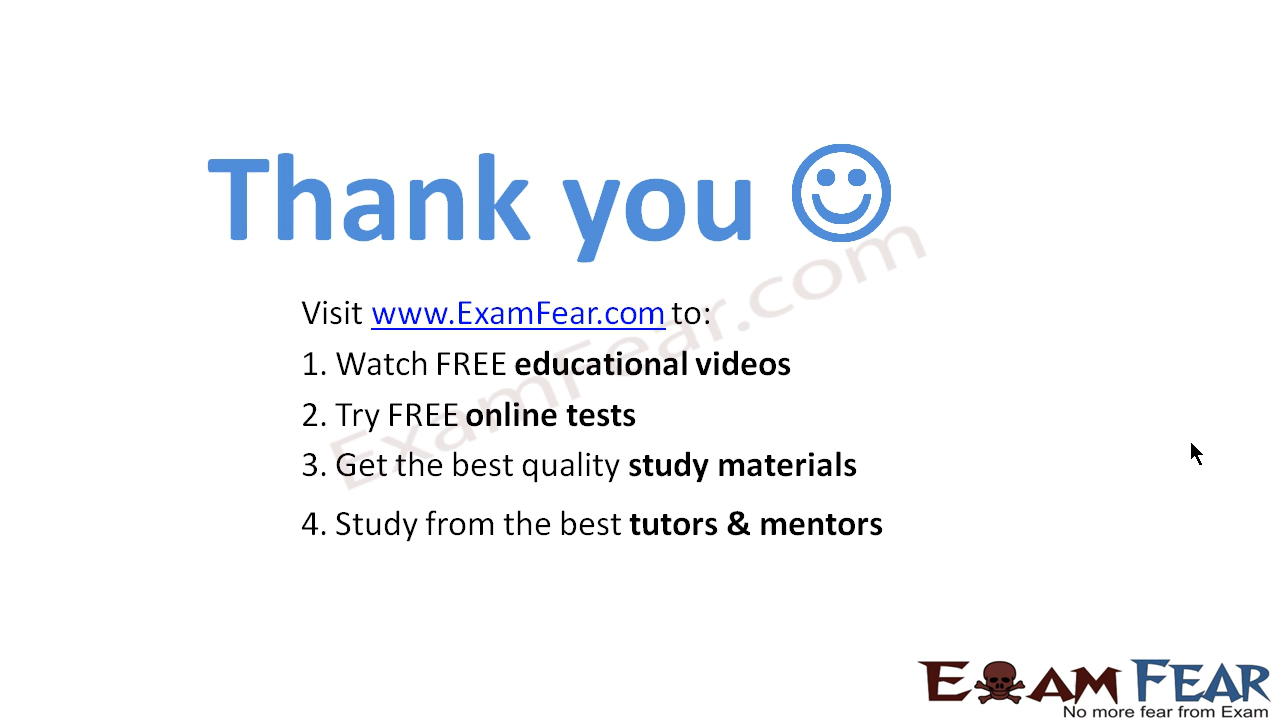 Thank you
Visit www.ExamFear.com to:
1. Watch FREE educational videos
2. Try FREE online tests
3. Get the best quality study materials
4. Study from the best tutors & mentors
ExamFear.com
EXAM FEAR
No more fear from Exam